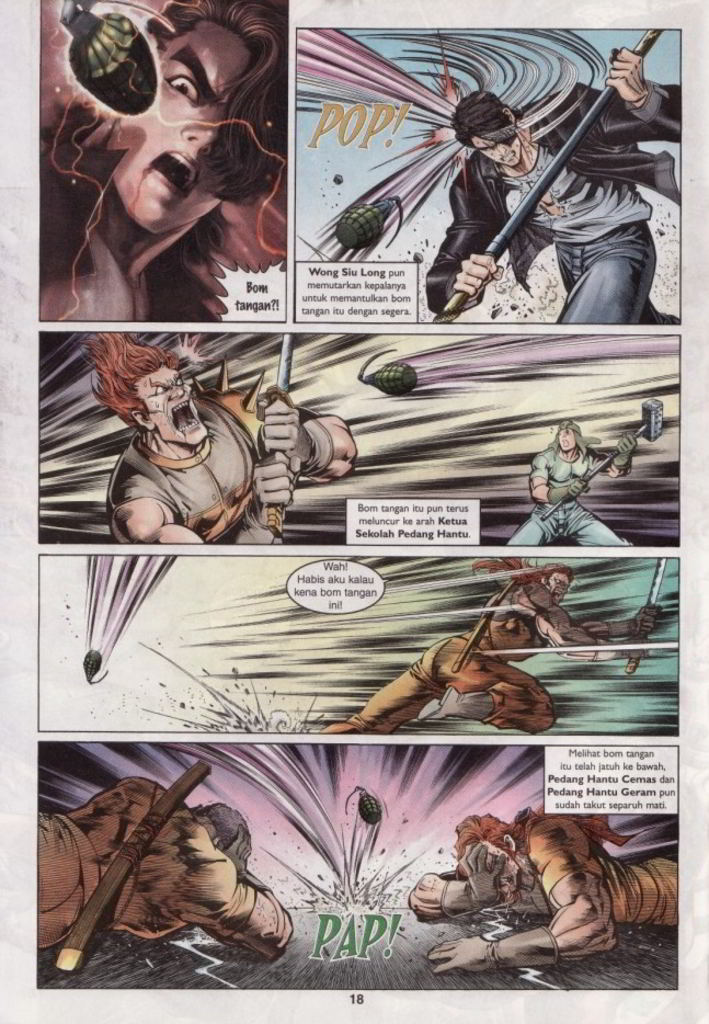 Bom
tangan?!
POP!
Wong Siu Long pun
memutarkan kepalanya
untuk memantulkan bom
tangan itu dengan segera.
Bom tangan itu pun terus
meluncur ke arah Ketua
Sekolah Pedang Hantu.
Wah!
Habis aku kalau
kena bom tangan
ini!
Melihat bom tangan
itu telah jatuh ke bawah,
Pedang Hantu Cemas dan
Pedang Hantu Geram pun
sudah takut separuh mati.
PAP!
18